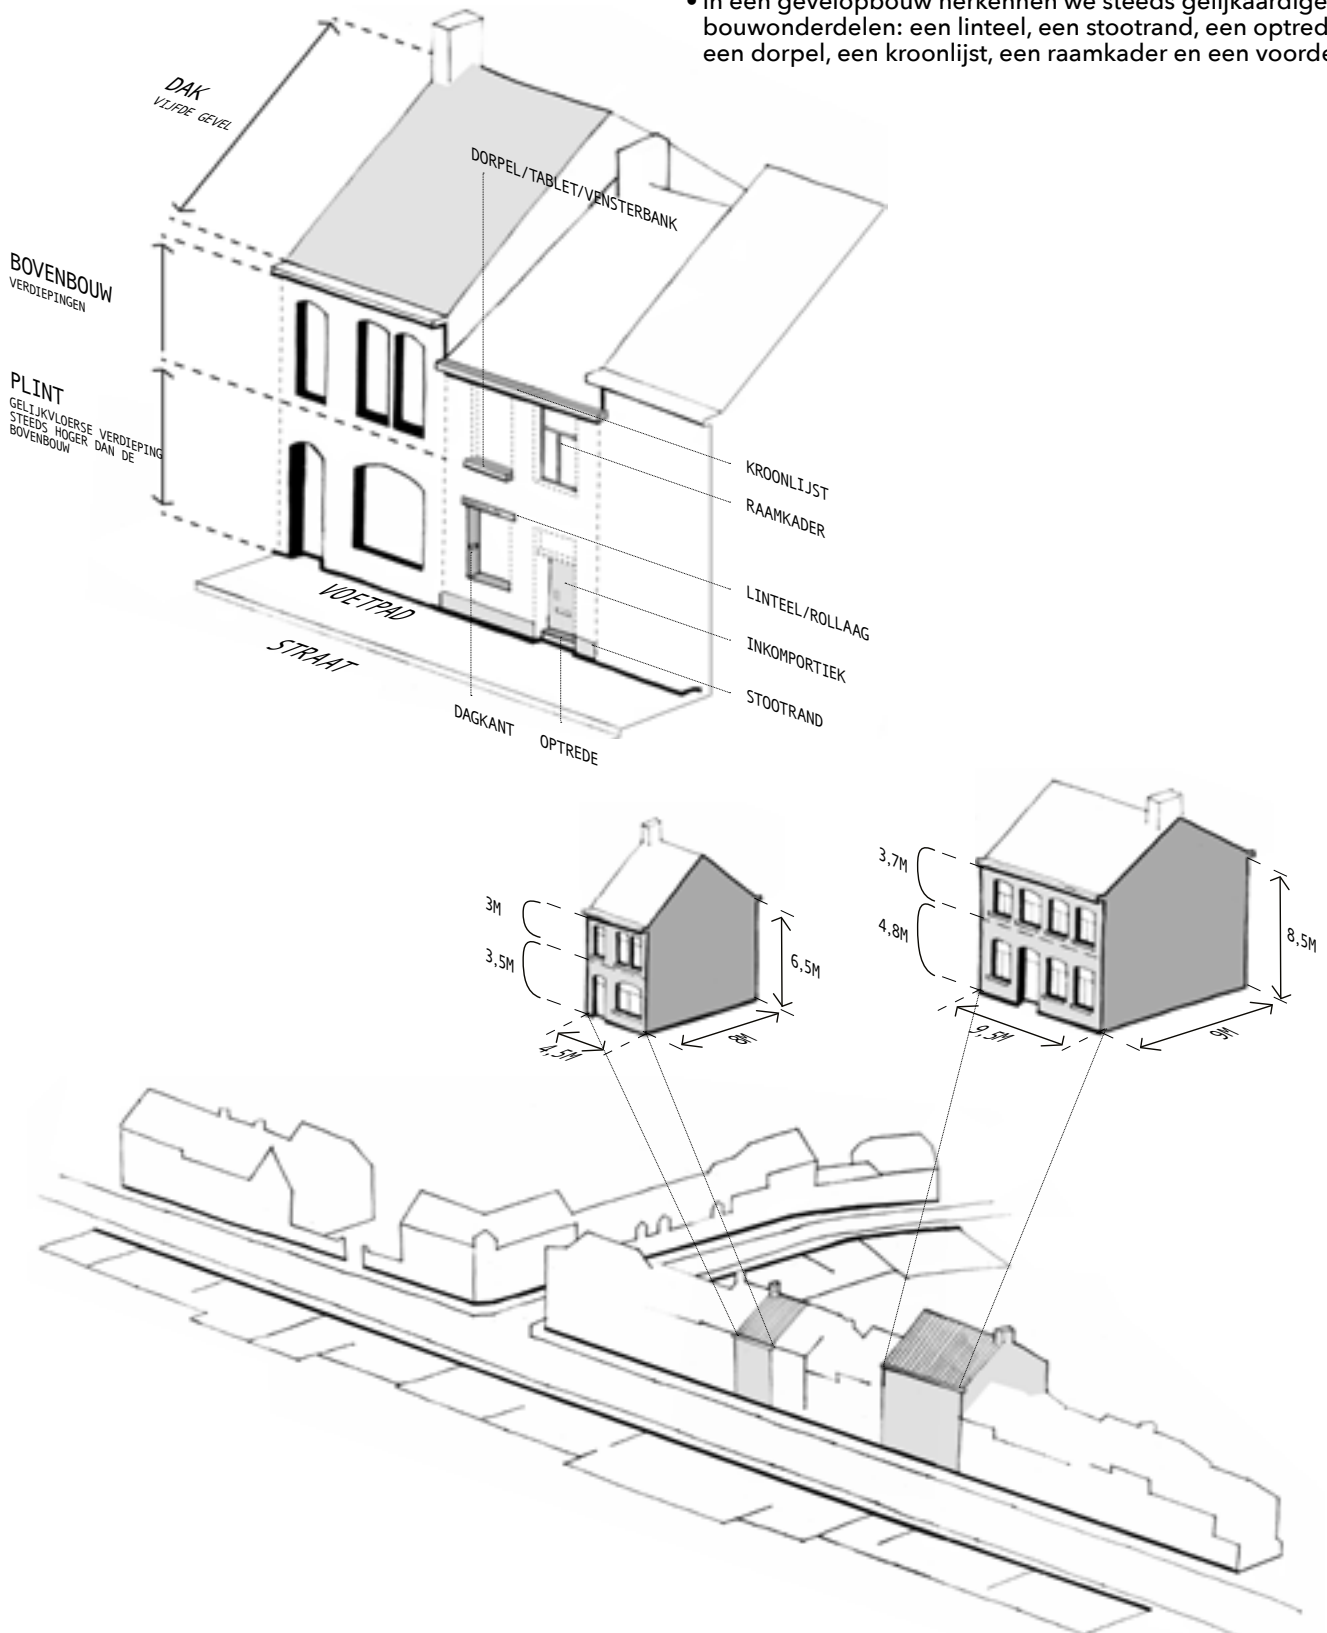 • In een gevelopbouw herkennen we steeds gelijkaardige
bouwonderdelen: een linteel, een stootrand, een
een dorpel, een kroonlijst, een raamkader en een
DAK
VIJFDE GEVEL
DORPEL/TABLET/VENSTERBANK
BOVENBOUW
VERDIEPINGEN
PLINT
GELIJKVLOERSE VERDIEPING
STEEDS HOGER DAN DE
BOVENBOUW
KROONLIJST
RAAMKADER
LINTEEL/ROLLAAG
INKOMPORTIEK
STOOTRAND
VOETPAD
STRAAT
DAGKANT
OPTREDE
3M
3,5M
6,5M
4,5M
8M
3,7M
4,8M
8,5M
9,5M
9M